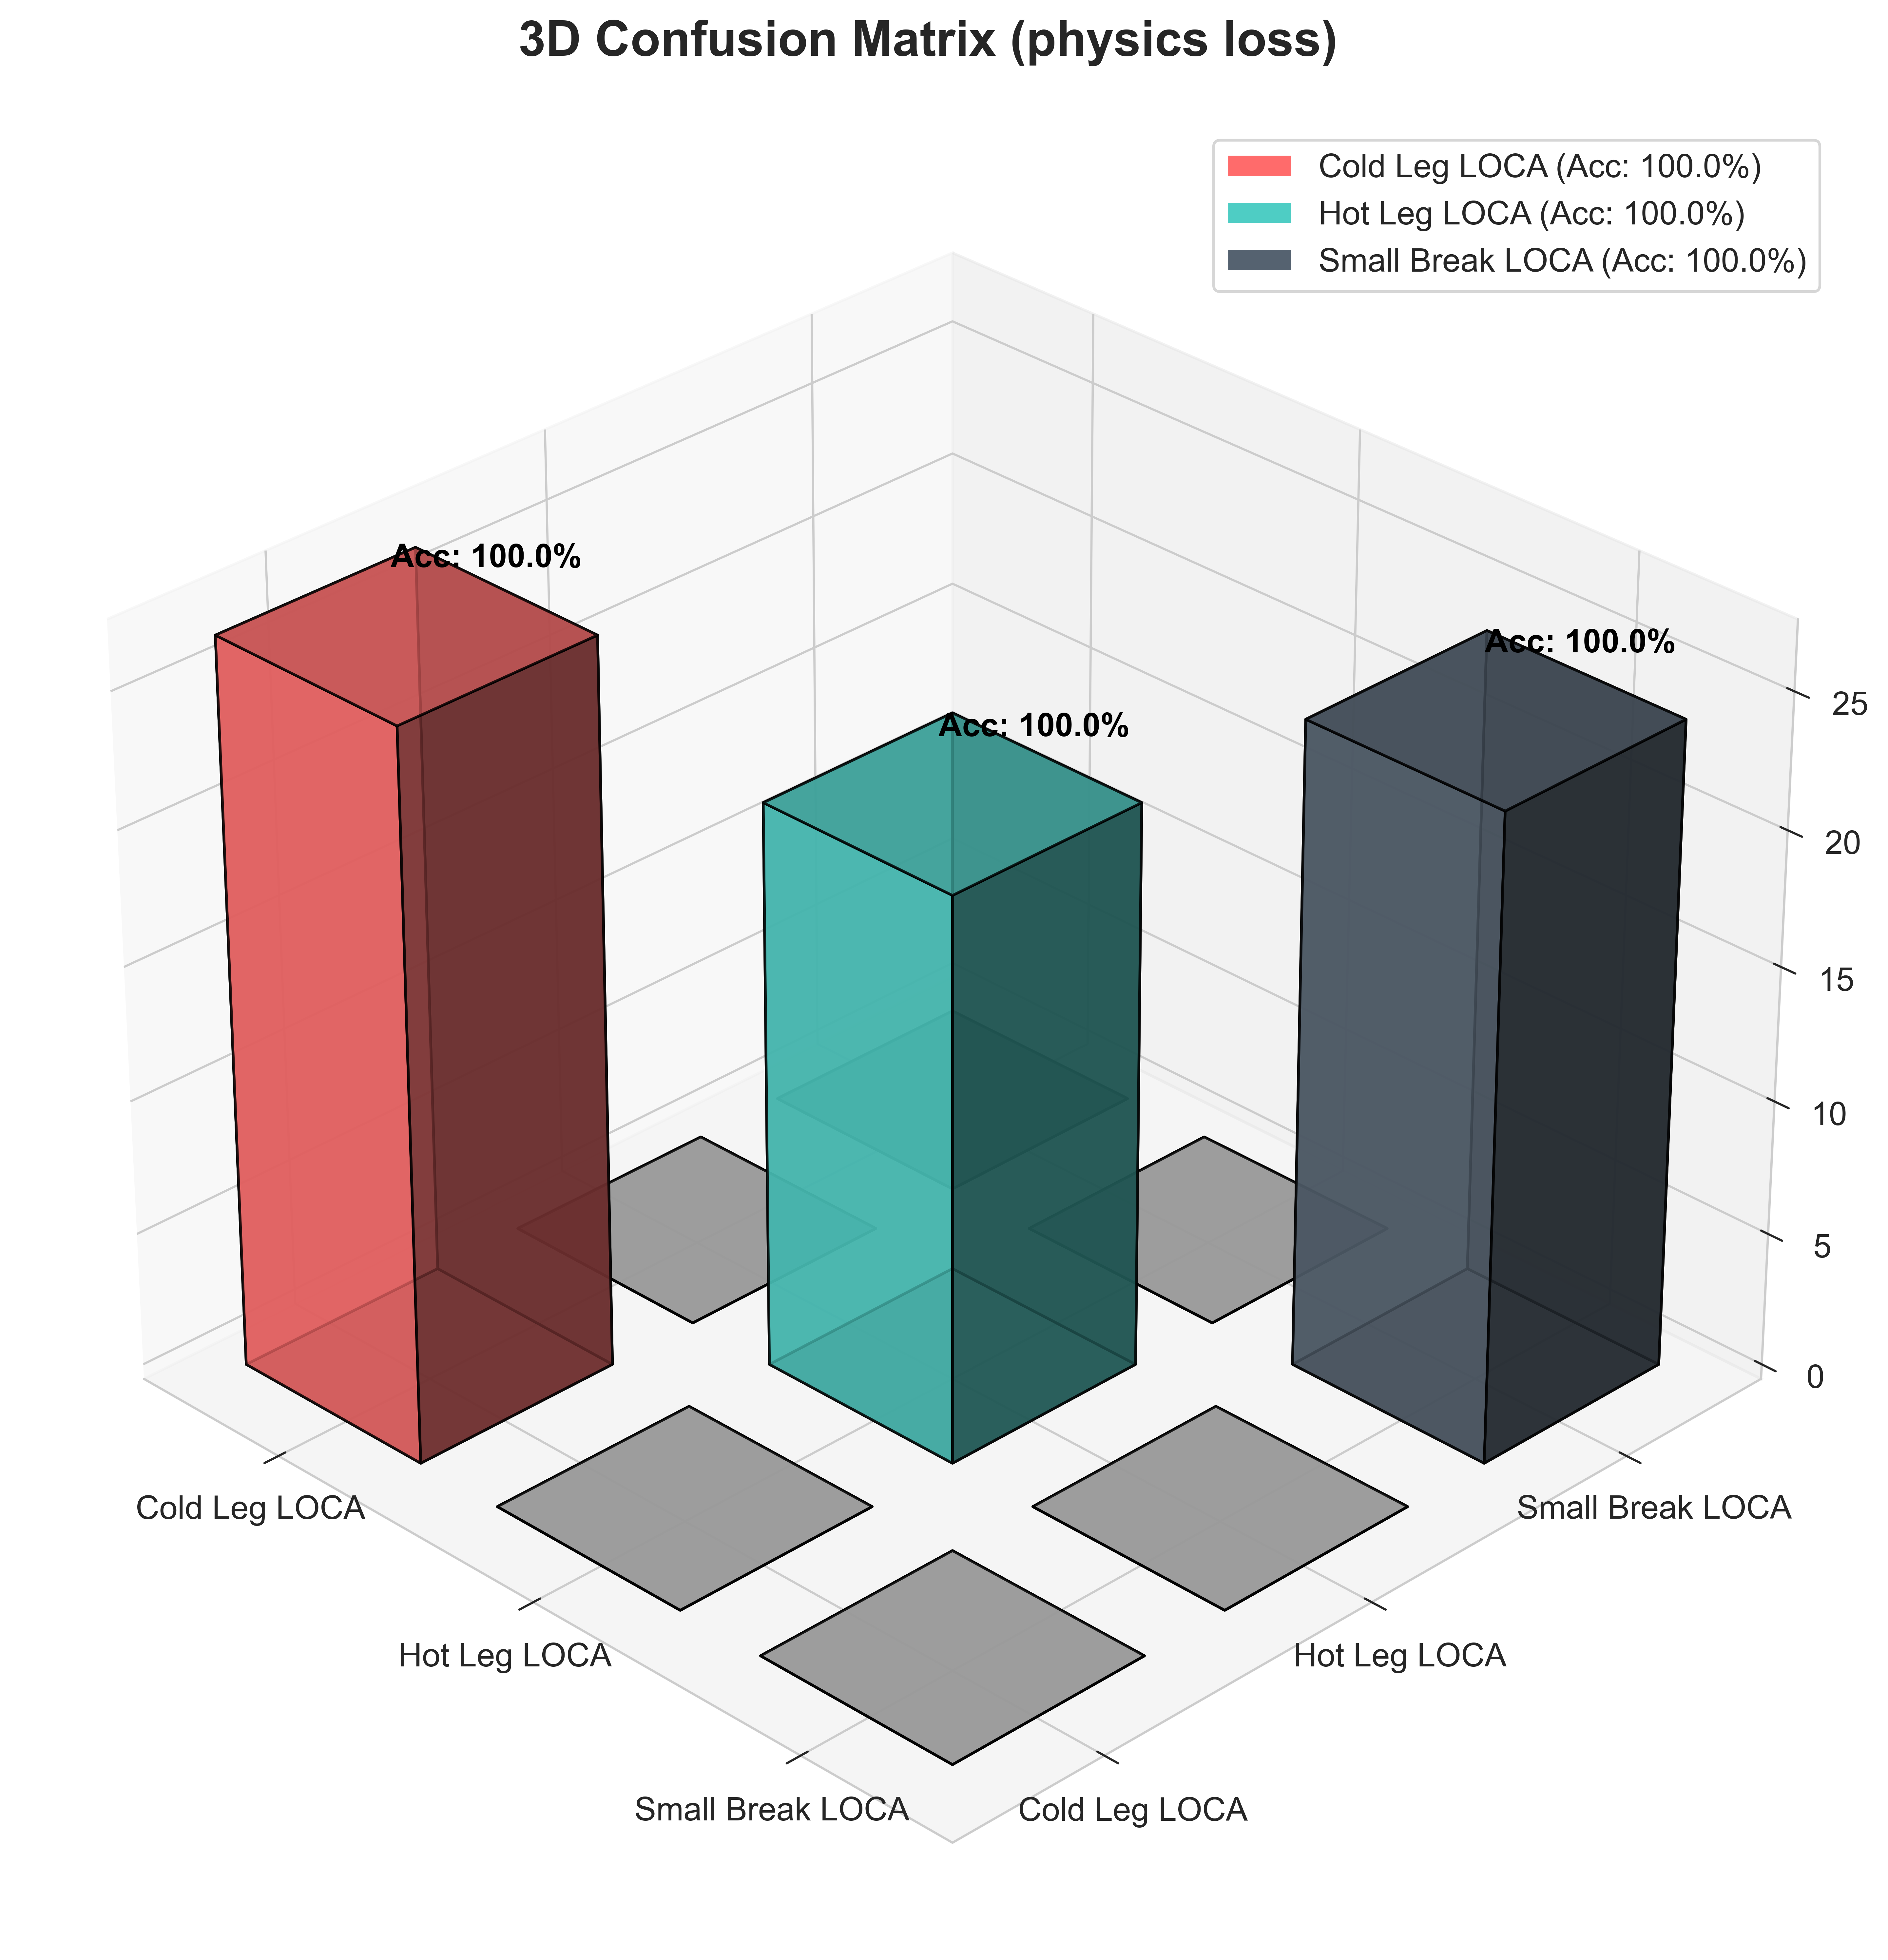 3D Confusion Matrix (physics loss)
Cold Leg LOCA (Acc: 100.0%)
Hot Leg LOCA (Acc: 100.0%)
Small Break LOCA (Acc: 100.0%)
Acc: 100.0%
Acc: 100.0%
Acc: 100.0%
25
20
15
10
5
0
Cold Leg LOCA
Hot Leg LOCA
Small Break LOCA
Cold Leg LOCA
Hot Leg LOCA
Small Break LOCA